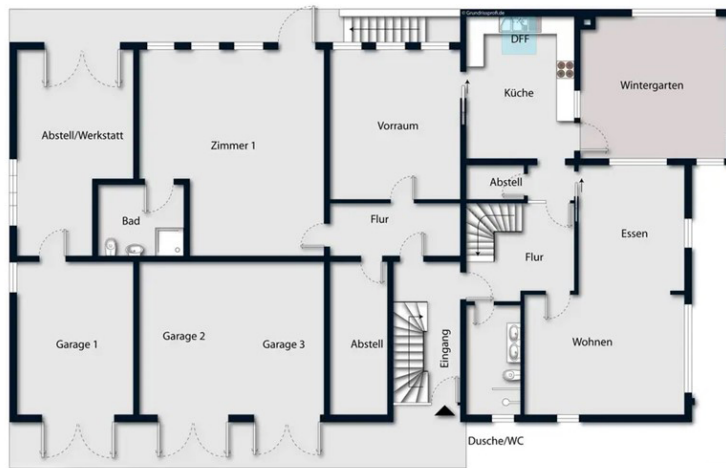 © Grundrissprofi.de
DFF
Küche
Wintergarten
Abstell/Werkstatt
Zimmer 1
Vorraum
Abstell
Bad
Flur
Essen
Flur
Garage 1
Garage 2
Garage 3
Abstell
Eingang
Wohnen
Dusche/WC